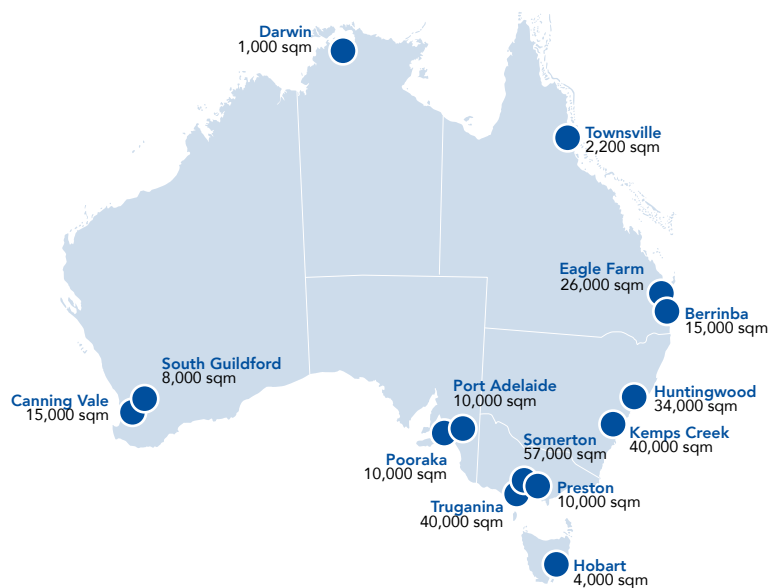 Darwin
1,000 sqm
Townsville
2,200 sqm
Eagle Farm
26,000 sqm
Berrinba
15,000 sqm
South Guildford
8,000 sqm
Canning Vale
15,000 sqm
Port Adelaide
10,000 sqm
Huntingwood
34,000 sqm
Kemps Creek
40,000 sqm
Somerton
57,000 sqm
Pooraka
10,000 sqm
Preston
10,000 sqm
Truganina
40,000 sqm
Hobart
4,000 sqm